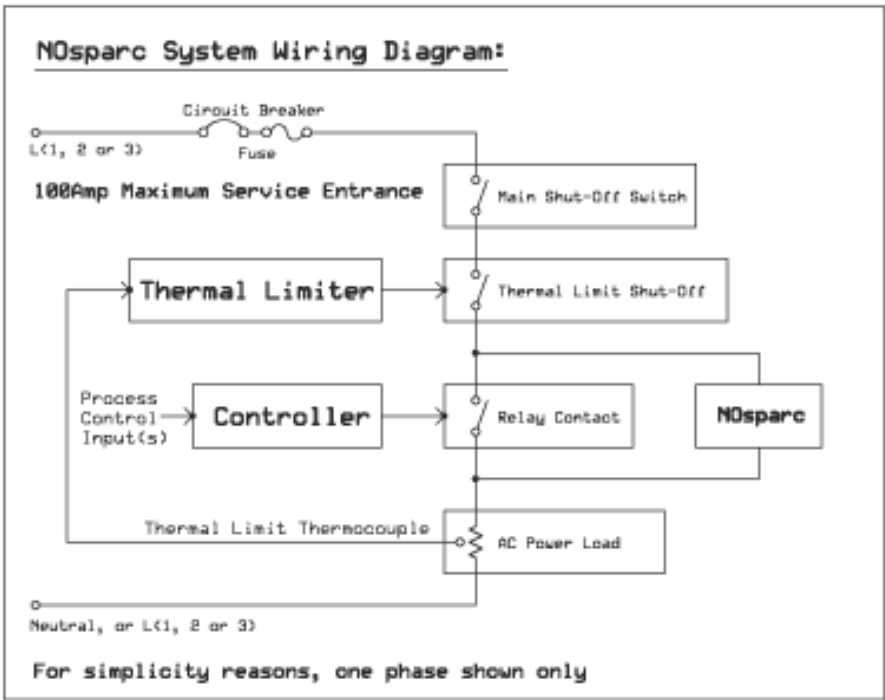 NOsparc System Wiring Diagram:
Circuit Breaker
L(1, 2 or 3)
Fuse
100Amp Maximum Service Entrance
Main Shut-Off Switch
Thermal Limiter
Thermal Limit Shut-Off
Process
Control
Input(s)
Controller
Relay Contact
NOsparc
Thermal Limit Thermocouple
AC Power Load
Neutral, or L(1, 2 or 3)
For simplicity reasons, one phase shown only